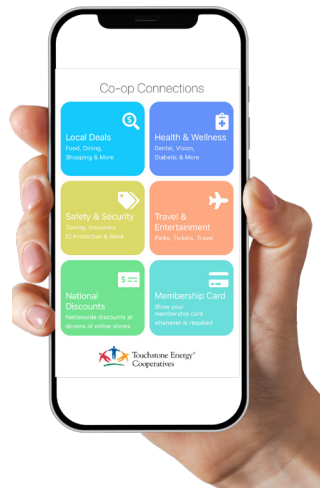 Co-op Connections
Local Deals
Food, Dining,
Shopping & More
Health & Wellness
Dental, Vision,
Diabetic & More
Safety & Security
Towing, Insurance
ID Protection & More
Travel &
Entertainment
Parks, Tickets, Travel
National
Discounts
Nationwide discounts at
dozens of online stores
Membership Card
Show your
membership card
whenever is required
Touchstone Energy®
Cooperatives